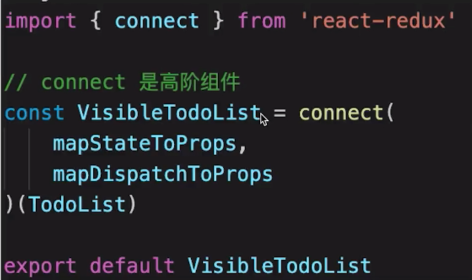 import { connect } from 'react-redux'
// connect 是高阶组件
const VisibleTodoList = connect(
    mapStateToProps,
    mapDispatchToProps
)(TodoList)
export default VisibleTodoList